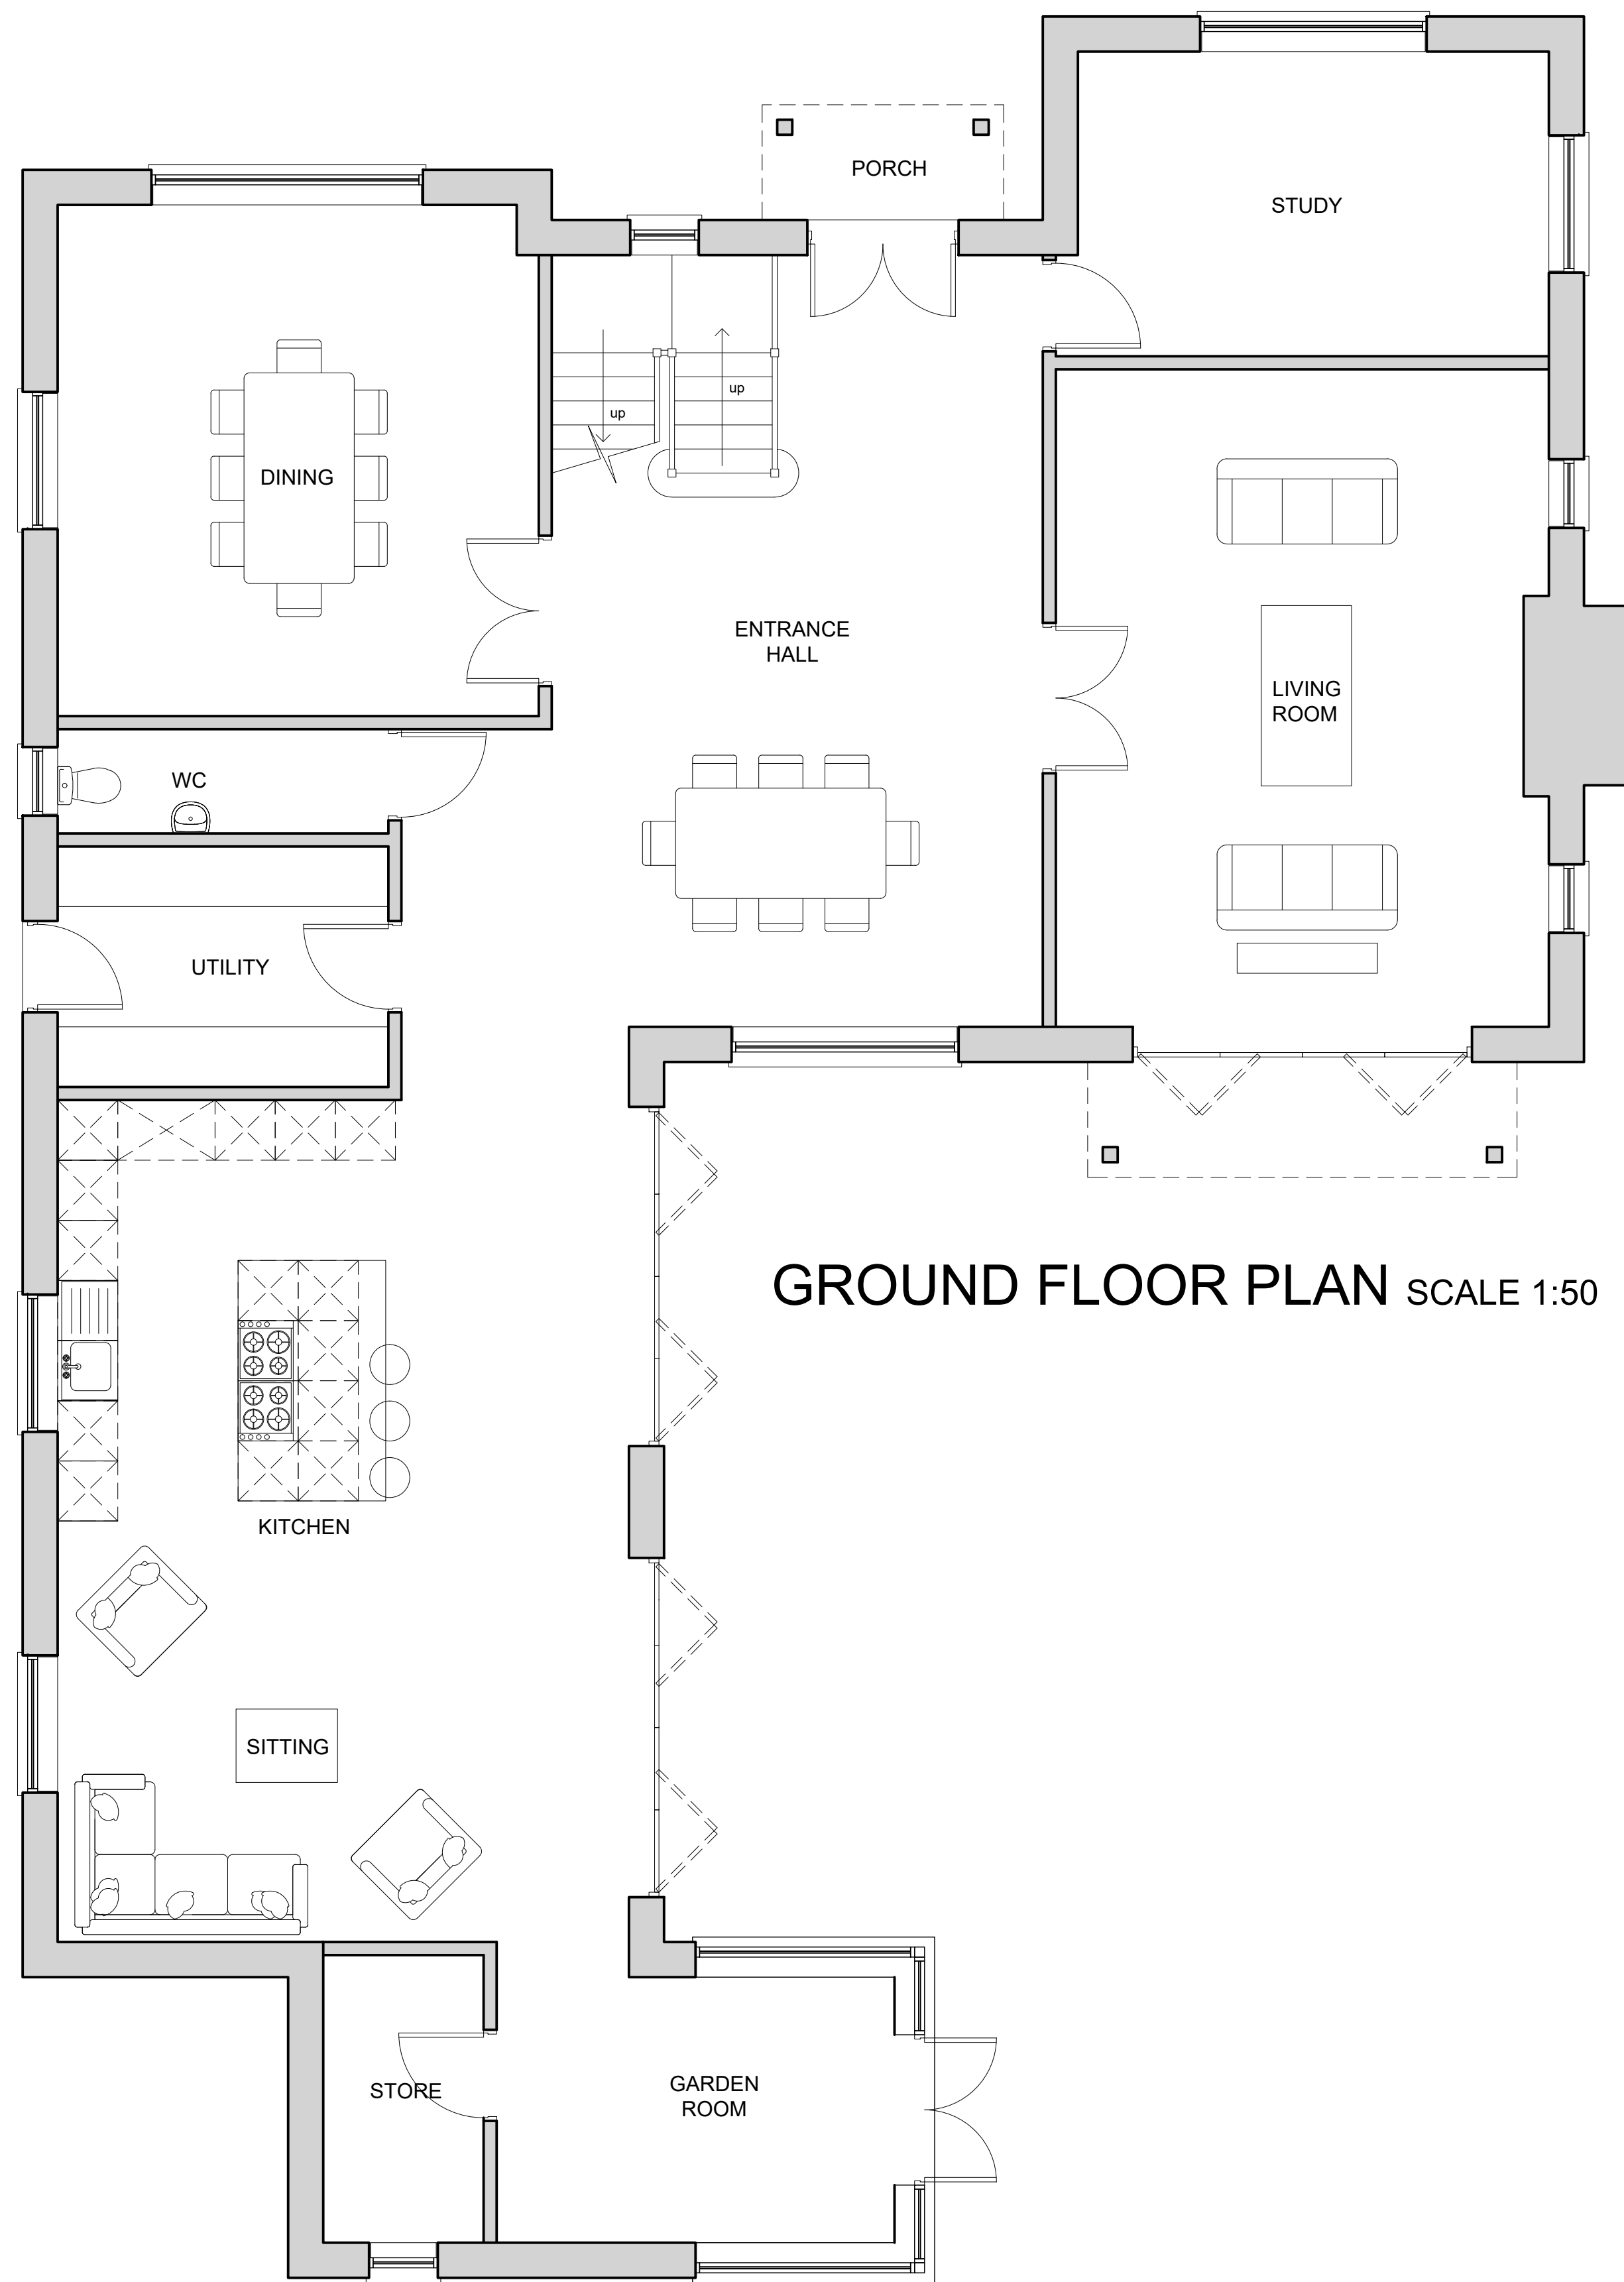 PORCH
STUDY
up
up
DINING
ENTRANCE
HALL
LIVING
ROOM
WC
UTILITY
GROUND FLOOR PLAN SCALE 1:50
KITCHEN
SITTING
STORE
GARDEN
ROOM